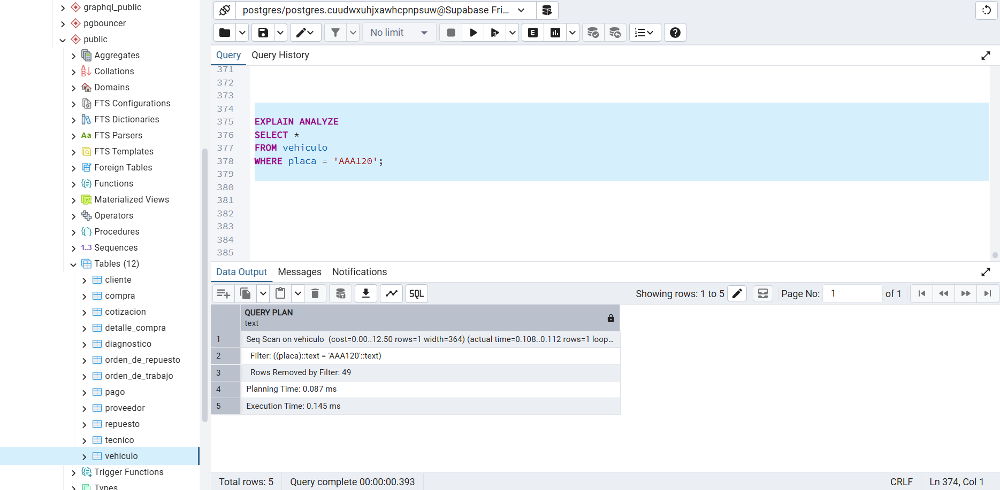 graphql_public
pgbouncer
public
Aggregates
Collations
Domains
FTS Configurations
FTS Dictionaries
Aa FTS Parsers
FTS Templates
Foreign Tables
Functions
Materialized Views
Operators
Procedures
1..3 Sequences
Tables (12)
cliente
compra
cotizacion
detalle_compra
diagnostico
orden_de_repuesto
orden_de_trabajo
pago
proveedor
repuesto
tecnico
vehiculo
Trigger Functions
Types
postgres/postgres.cuudwxuhjxawhcpnpsuw@Supabase Fri...
No limit
E
Query Query History
371
372
373
374
375 EXPLAIN ANALYZE
376 SELECT *
377 FROM vehiculo
378 WHERE placa = 'AAA120';
379
380
381
382
383
384
385
Data Output Messages Notifications
SQL Showing rows: 1 to 5 Page No: 1 of 1
QUERY PLAN
text
1 Seq Scan on vehiculo (cost=0.00..12.50 rows=1 width=364) (actual time=0.108..0.112 rows=1 loop...
2 Filter: ((placa)::text = 'AAA120'::text)
3 Rows Removed by Filter: 49
4 Planning Time: 0.087 ms
5 Execution Time: 0.145 ms
Total rows: 5 Query complete 00:00:00.393 CRLF Ln 374, Col 1